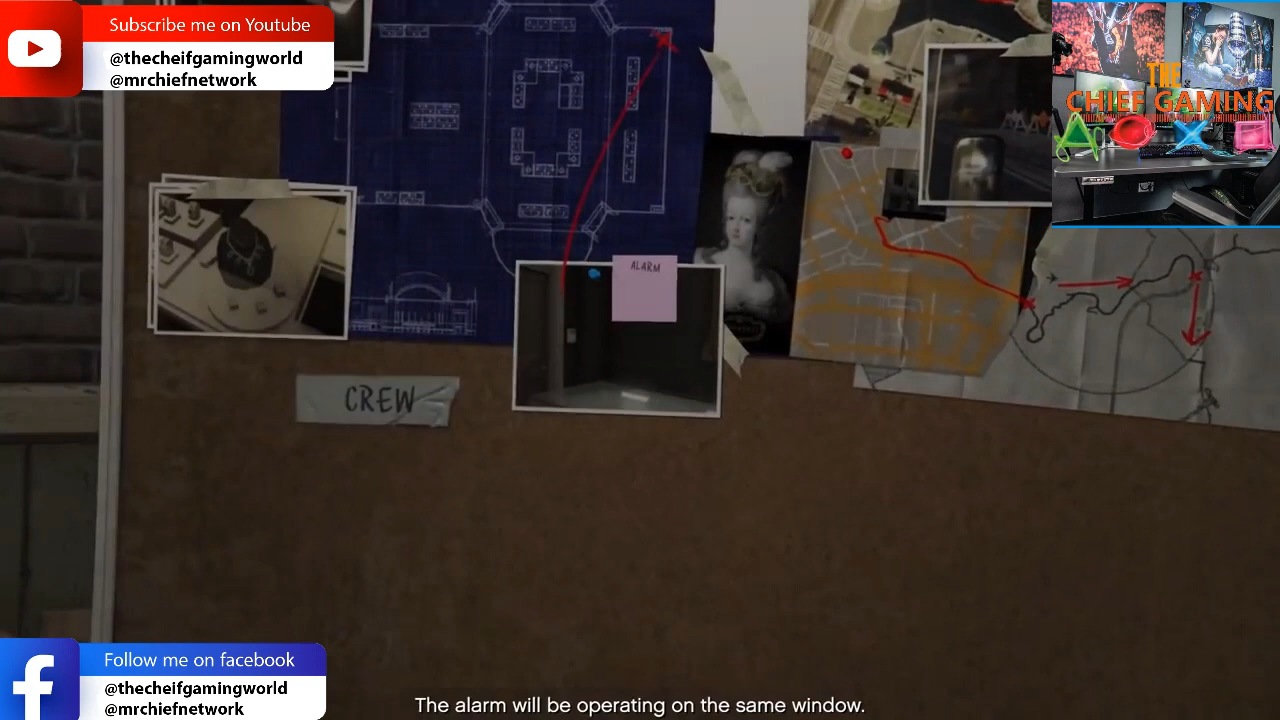 Subscribe me on Youtube
@thecheifgamingworld
@mrchiefnetwork
THE
CHIEF GAMING
ALARM
CREW
Follow me on facebook
@thecheifgamingworld
@mrchiefnetwork
The alarm will be operating on the same window.